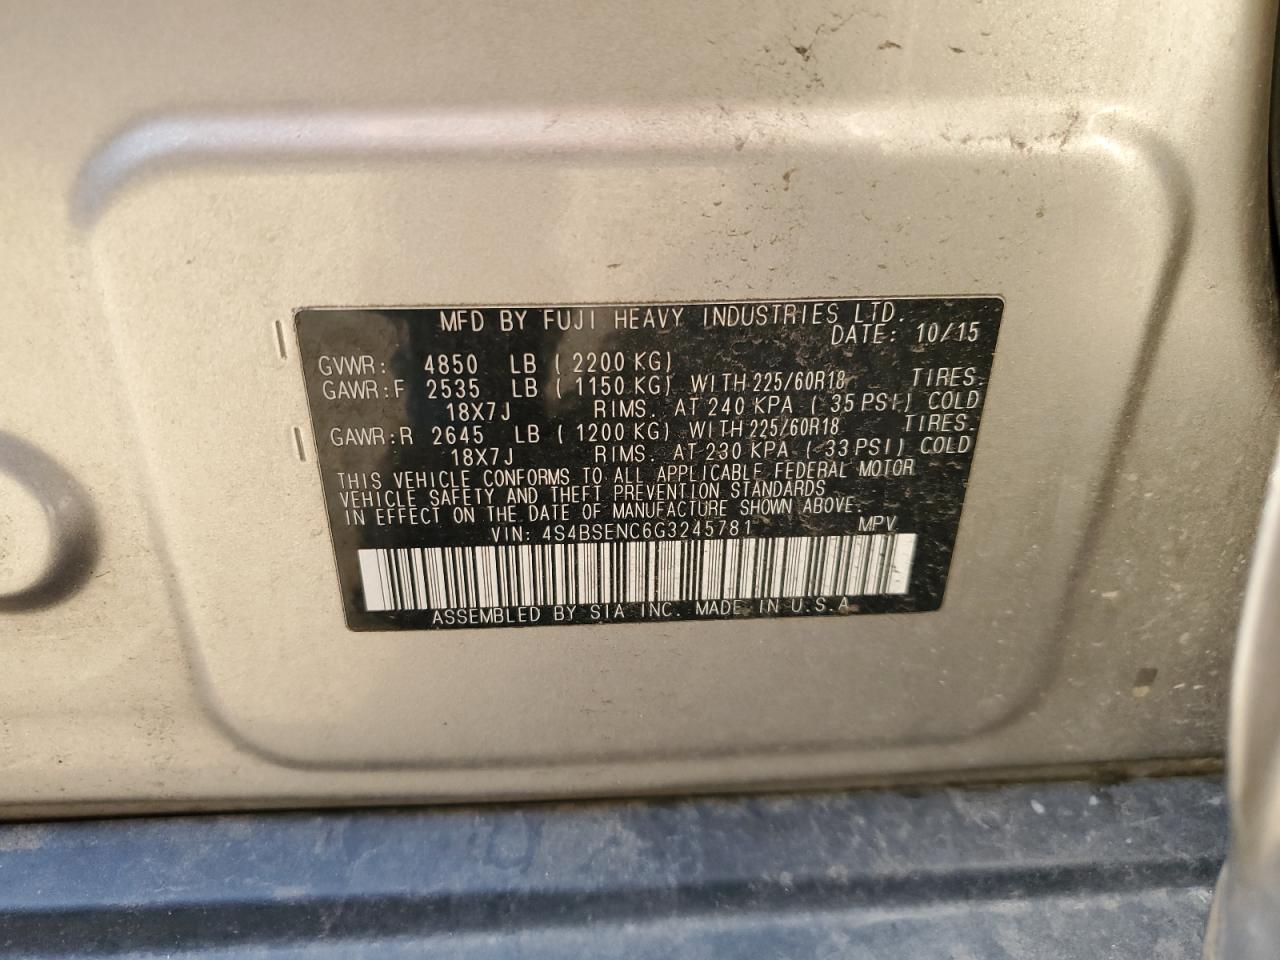 MFD BY FUJI HEAVY INDUSTRIES LTD.
DATE: 10/15
GVWR: 4850 LB ( 2200 KG)
GAWR:F 2535 LB ( 1150 KG) WITH 225/60R18 TIRES.
18X7J RIMS. AT 240 KPA ( 35 PSI) COLD
GAWR:R 2645 LB ( 1200 KG) WITH 225/60R18 TIRES.
18X7J RIMS. AT 230 KPA ( 33 PSI) COLD
THIS VEHICLE CONFORMS TO ALL APPLICABLE FEDERAL MOTOR
VEHICLE SAFETY AND THEFT PREVENTION STANDARDS
IN EFFECT ON THE DATE OF MANUFACTURE SHOWN ABOVE.
VIN: 4S4BSENC6G3245781 MPV
ASSEMBLED BY SIA INC. MADE IN U.S.A